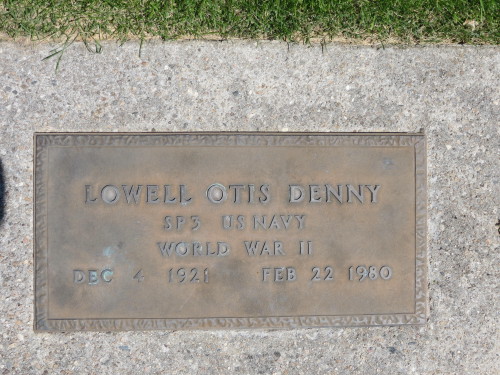 LOWELL OTIS DENNY
SP3 US NAVY
WORLD WAR II
DEC 4 1921 FEB 22 1980